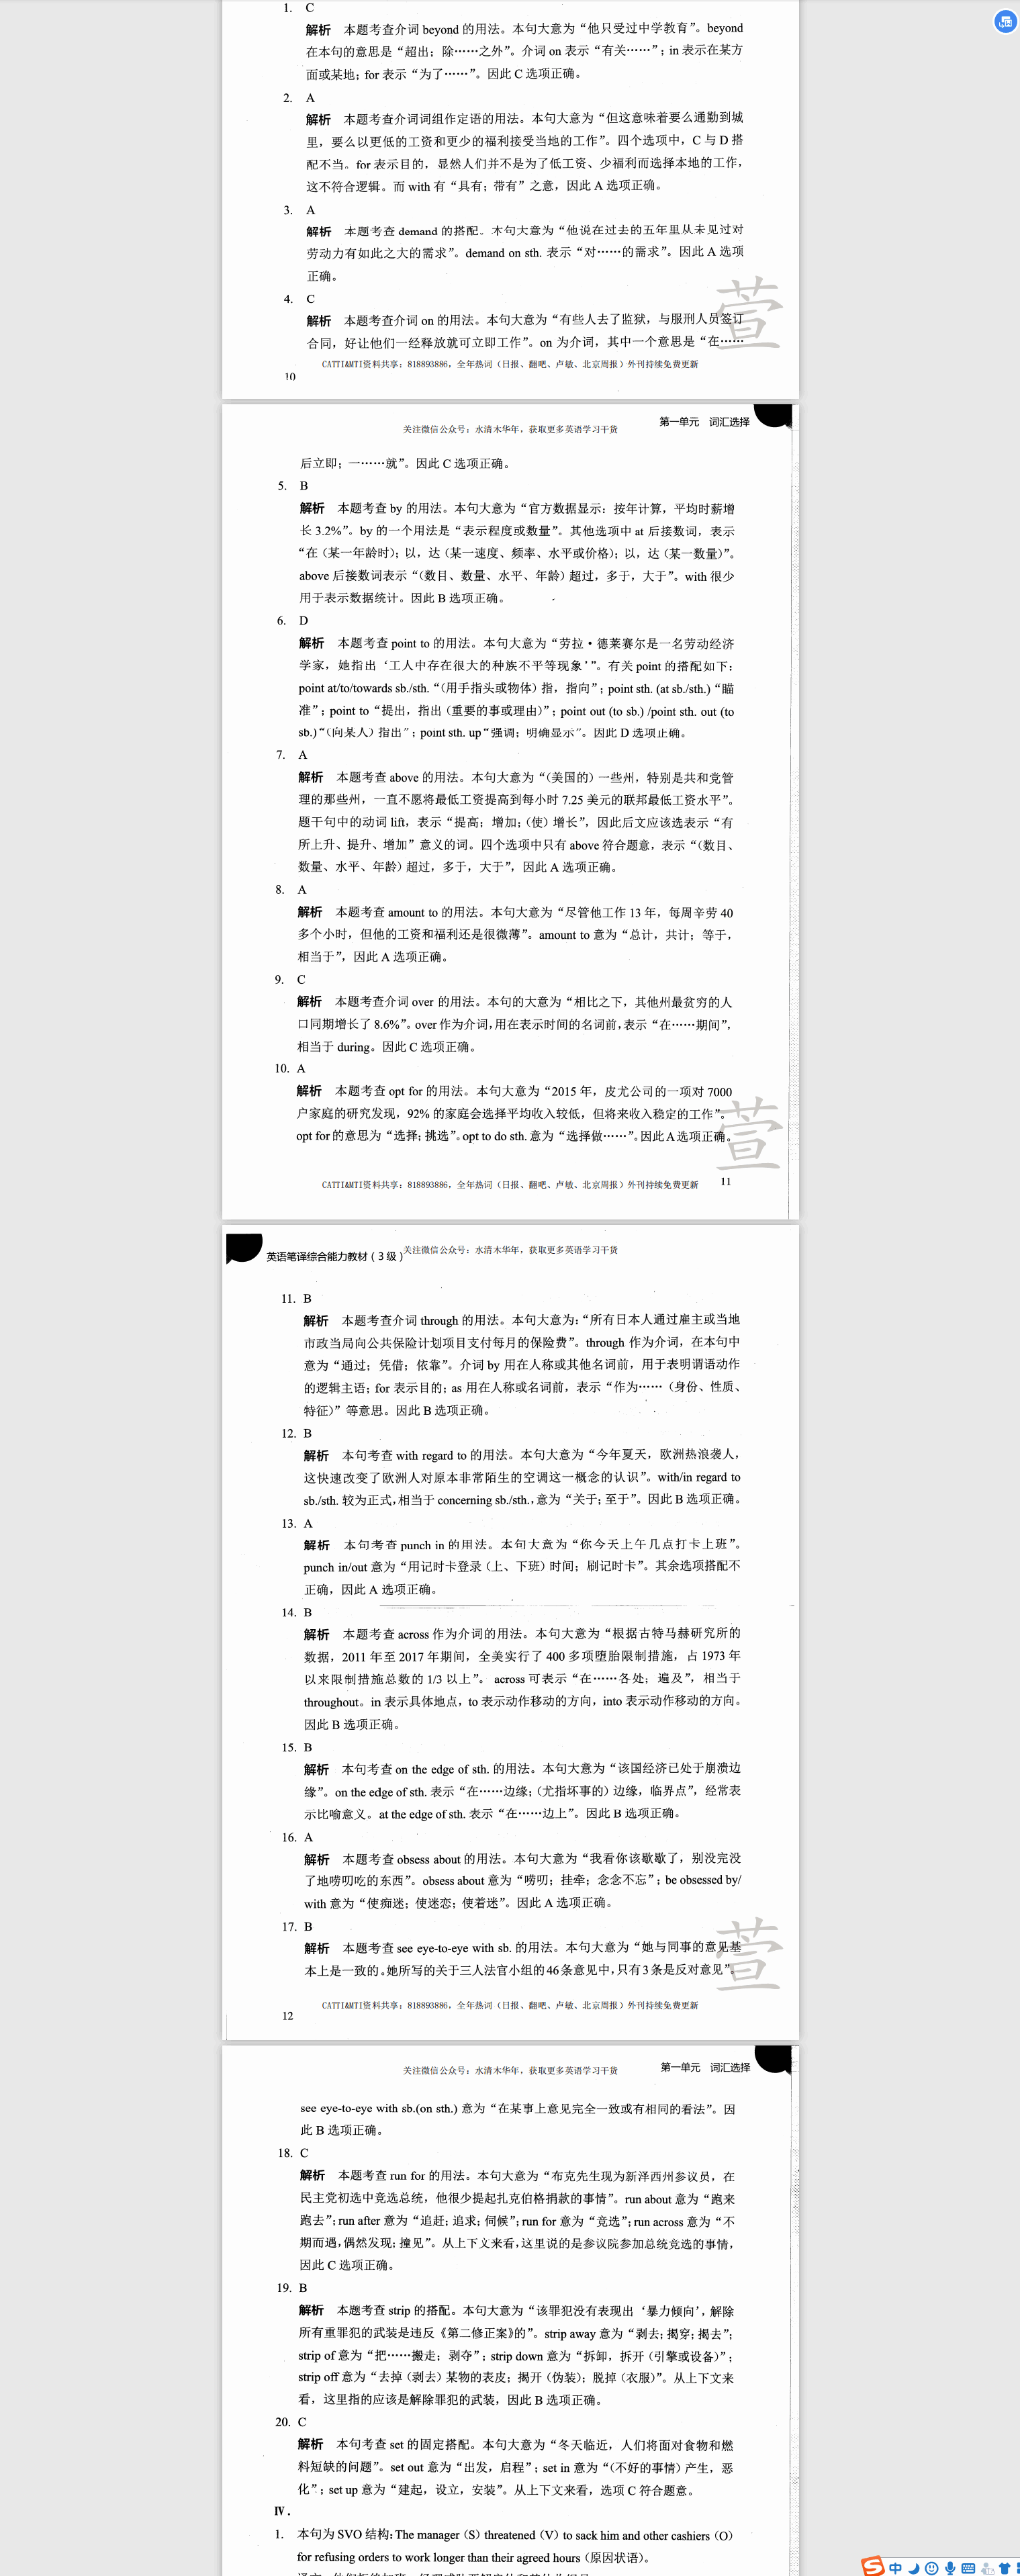 1. C
解析 本题考查介词 beyond 的用法。本句大意为“他只受过中学教育”。beyond
在本句的意思是“超出；除……之外”。介词 on 表示“有关……”；in 表示在某方
面或某地；for 表示“为了……”。因此 C 选项正确。
2. A
解析 本题考查介词词组作定语的用法。本句大意为“但这意味着要么通勤到城
里，要么以更低的工资和更少的福利接受当地的工作”。四个选项中，C 与 D 搭
配不当。for 表示目的，显然人们并不是为了低工资、少福利而选择本地的工作，
这不符合逻辑。而 with 有“具有；带有”之意，因此 A 选项正确。
3. A
解析 本题考查 demand 的搭配。本句大意为“他说在过去的五年里从未见过对
劳动力有如此之大的需求”。demand on sth. 表示“对……的需求”。因此 A 选项
正确。
4. C
解析 本题考查介词 on 的用法。本句大意为“有些人去了监狱，与服刑人员签订
合同，好让他们一经释放就可立即工作”。on 为介词，其中一个意思是“在……
CATTI&MTI资料共享：818893886，全年热词（日报、翻吧、卢敏、北京周报）外刊持续免费更新
10
萱
关注微信公众号：水清木华年，获取更多英语学习干货
第一单元 词汇选择
后立即；一……就”。因此 C 选项正确。
5. B
解析 本题考查 by 的用法。本句大意为“官方数据显示：按年计算，平均时薪增
长 3.2%”。by 的一个用法是“表示程度或数量”。其他选项中 at 后接数词，表示
“在（某一年龄时）；以，达（某一速度、频率、水平或价格）；以，达（某一数量）”。
above 后接数词表示“（数目、数量、水平、年龄）超过，多于，大于”。with 很少
用于表示数据统计。因此 B 选项正确。
6. D
解析 本题考查 point to 的用法。本句大意为“劳拉·德莱赛尔是一名劳动经济
学家，她指出‘工人中存在很大的种族不平等现象’”。有关 point 的搭配如下：
point at/to/towards sb./sth. “（用手指头或物体）指，指向”；point sth. (at sb./sth.) “瞄
准”；point to “提出，指出（重要的事或理由）”；point out (to sb.) /point sth. out (to
sb.) “（向某人）指出”；point sth. up “强调；明确显示”。因此 D 选项正确。
7. A
解析 本题考查 above 的用法。本句大意为“（美国的）一些州，特别是共和党管
理的那些州，一直不愿将最低工资提高到每小时 7.25 美元的联邦最低工资水平”。
题干句中的动词 lift，表示“提高；增加；（使）增长”，因此后文应该选表示“有
所上升、提升、增加”意义的词。四个选项中只有 above 符合题意，表示“（数目、
数量、水平、年龄）超过，多于，大于”，因此 A 选项正确。
8. A
解析 本题考查 amount to 的用法。本句大意为“尽管他工作 13 年，每周辛劳 40
多个小时，但他的工资和福利还是很微薄”。amount to 意为“总计，共计；等于，
相当于”，因此 A 选项正确。
9. C
解析 本题考查介词 over 的用法。本句的大意为“相比之下，其他州最贫穷的人
口同期增长了 8.6%”。over 作为介词，用在表示时间的名词前，表示“在……期间”，
相当于 during。因此 C 选项正确。
10. A
解析 本题考查 opt for 的用法。本句大意为“2015 年，皮尤公司的一项对 7000
户家庭的研究发现，92% 的家庭会选择平均收入较低，但将来收入稳定的工作”。
opt for 的意思为“选择；挑选”。opt to do sth. 意为“选择做……”。因此 A 选项正确。
萱
CATTI&MTI资料共享：818893886，全年热词（日报、翻吧、卢敏、北京周报）外刊持续免费更新
11
英语笔译综合能力教材（3 级）
关注微信公众号：水清木华年，获取更多英语学习干货
11. B
解析 本题考查介词 through 的用法。本句大意为：“所有日本人通过雇主或当地
市政当局向公共保险计划项目支付每月的保险费”。through 作为介词，在本句中
意为“通过；凭借；依靠”。介词 by 用在人称或其他名词前，用于表明谓语动作
的逻辑主语；for 表示目的；as 用在人称或名词前，表示“作为……（身份、性质、
特征）”等意思。因此 B 选项正确。
12. B
解析 本句考查 with regard to 的用法。本句大意为“今年夏天，欧洲热浪袭人，
这快速改变了欧洲人对原本非常陌生的空调这一概念的认识”。with/in regard to
sb./sth. 较为正式，相当于 concerning sb./sth.，意为“关于；至于”。因此 B 选项正确。
13. A
解析 本句考查 punch in 的用法。本句大意为“你今天上午几点打卡上班”。
punch in/out 意为“用记时卡登录（上、下班）时间；刷记时卡”。其余选项搭配不
正确，因此 A 选项正确。
14. B
解析 本题考查 across 作为介词的用法。本句大意为“根据古特马赫研究所的
数据，2011 年至 2017 年期间，全美实行了 400 多项堕胎限制措施，占 1973 年
以来限制措施总数的 1/3 以上”。 across 可表示“在……各处；遍及”，相当于
throughout。in 表示具体地点，to 表示动作移动的方向，into 表示动作移动的方向。
因此 B 选项正确。
15. B
解析 本句考查 on the edge of sth. 的用法。本句大意为“该国经济已处于崩溃边
缘”。on the edge of sth. 表示“在……边缘；（尤指坏事的）边缘，临界点”，经常表
示比喻意义。at the edge of sth. 表示“在……边上”。因此 B 选项正确。
16. A
解析 本题考查 obsess about 的用法。本句大意为“我看你该歇歇了，别没完没
了地唠叨吃的东西”。obsess about 意为“唠叨；挂牵；念念不忘”；be obsessed by/
with 意为“使痴迷；使迷恋；使着迷”。因此 A 选项正确。
17. B
解析 本题考查 see eye-to-eye with sb. 的用法。本句大意为“她与同事的意见基
本上是一致的。她所写的关于三人法官小组的 46 条意见中，只有 3 条是反对意见”。
萱
CATTI&MTI资料共享：818893886，全年热词（日报、翻吧、卢敏、北京周报）外刊持续免费更新
12
关注微信公众号：水清木华年，获取更多英语学习干货
第一单元 词汇选择
see eye-to-eye with sb.(on sth.) 意为“在某事上意见完全一致或有相同的看法”。因
此 B 选项正确。
18. C
解析 本题考查 run for 的用法。本句大意为“布克先生现为新泽西州参议员，在
民主党初选中竞选总统，他很少提起扎克伯格捐款的事情”。run about 意为“跑来
跑去”；run after 意为“追赶；追求；伺候”；run for 意为“竞选”；run across 意为“不
期而遇，偶然发现；撞见”。从上下文来看，这里说的是参议院参加总统竞选的事情，
因此 C 选项正确。
19. B
解析 本题考查 strip 的搭配。本句大意为“该罪犯没有表现出‘暴力倾向’，解除
所有重罪犯的武装是违反《第二修正案》的”。strip away 意为“剥去；揭穿；揭去”；
strip of 意为“把……搬走；剥夺”；strip down 意为“拆卸，拆开（引擎或设备）”；
strip off 意为“去掉（剥去）某物的表皮；揭开（伪装）；脱掉（衣服）”。从上下文来
看，这里指的应该是解除罪犯的武装，因此 B 选项正确。
20. C
解析 本句考查 set 的固定搭配。本句大意为“冬天临近，人们将面对食物和燃
料短缺的问题”。set out 意为“出发，启程”；set in 意为“（不好的事情）产生，恶
化”；set up 意为“建起，设立，安装”。从上下文来看，选项 C 符合题意。
Ⅳ.
1. 本句为 SVO 结构：The manager（S）threatened（V）to sack him and other cashiers（O）
for refusing orders to work longer than their agreed hours（原因状语）。
中